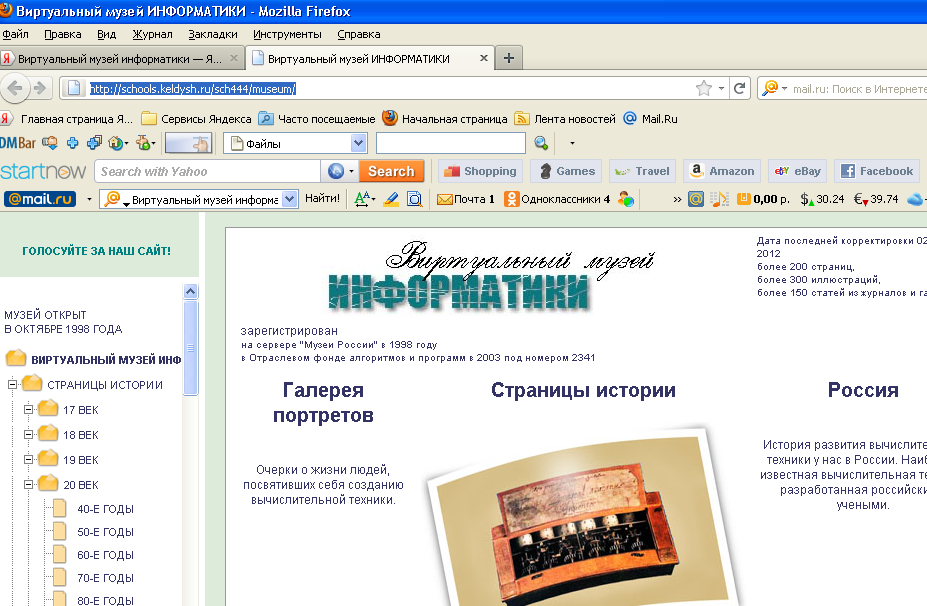 Виртуальный музей ИНФОРМАТИКИ - Mozilla Firefox
Файл Правка Вид Журнал Закладки Инструменты Справка
Виртуальный музей информатики — Я...
Виртуальный музей ИНФОРМАТИКИ
http://schools.keldysh.ru/sch444/museum/
mail.ru: Поиск в Интернете
Главная страница Я... Сервисы Яндекса Часто посещаемые Начальная страница Лента новостей Mail.Ru
DMBar Файлы
startnow Search with Yahoo Search Shopping Games Travel Amazon eBay Facebook
@mail.ru Виртуальный музей информа Найти! Почта 1 Одноклассники 4 » 0,00 р. $ 30.24 € 39.74
ГОЛОСУЙТЕ ЗА НАШ САЙТ!
МУЗЕЙ ОТКРЫТ
В ОКТЯБРЕ 1998 ГОДА
ВИРТУАЛЬНЫЙ МУЗЕЙ ИНФ
СТРАНИЦЫ ИСТОРИИ
17 ВЕК
18 ВЕК
19 ВЕК
20 ВЕК
40-Е ГОДЫ
50-Е ГОДЫ
60-Е ГОДЫ
70-Е ГОДЫ
80-Е ГОДЫ
Виртуальный музей
ИНФОРМАТИКИ
Дата последней корректировки 02
2012
более 200 страниц,
более 300 иллюстраций,
более 150 статей из журналов и га
зарегистрирован
на сервере "Музеи России" в 1998 году
в Отраслевом фонде алгоритмов и программ в 2003 под номером 2341
Галерея
портретов
Очерки о жизни людей,
посвятивших себя созданию
вычислительной техники.
Страницы истории
Россия
История развития вычислите
техники у нас в России. Наиб
известная вычислительная те
разработанная российски
учеными.